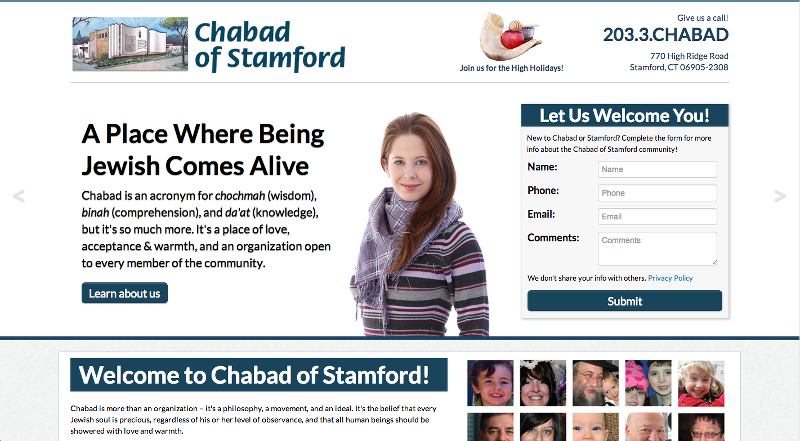 Chabad
of Stamford
Join us for the High Holidays!
Give us a call!
203.3.CHABAD
770 High Ridge Road
Stamford, CT 06905-2308
A Place Where Being
Jewish Comes Alive
Chabad is an acronym for chochmah (wisdom),
binah (comprehension), and da'at (knowledge),
but it's so much more. It's a place of love,
acceptance & warmth, and an organization open
to every member of the community.
Learn about us
Let Us Welcome You!
New to Chabad or Stamford? Complete the form for more
info about the Chabad of Stamford community!
Name: Name
Phone: Phone
Email: Email
Comments: Comments
We don't share your info with others. Privacy Policy
Submit
Welcome to Chabad of Stamford!
Chabad is more than an organization – it's a philosophy, a movement, and an ideal. It's the belief that every
Jewish soul is precious, regardless of his or her level of observance, and that all human beings should be
showered with love and warmth.